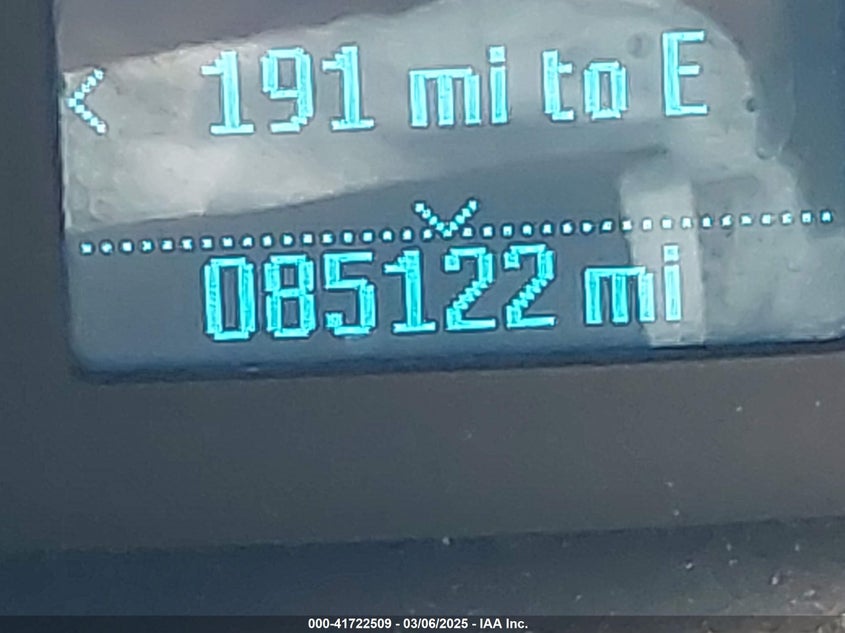 < 191 mi to E
085122 mi
000-41722509 - 03/06/2025 - IAA Inc.